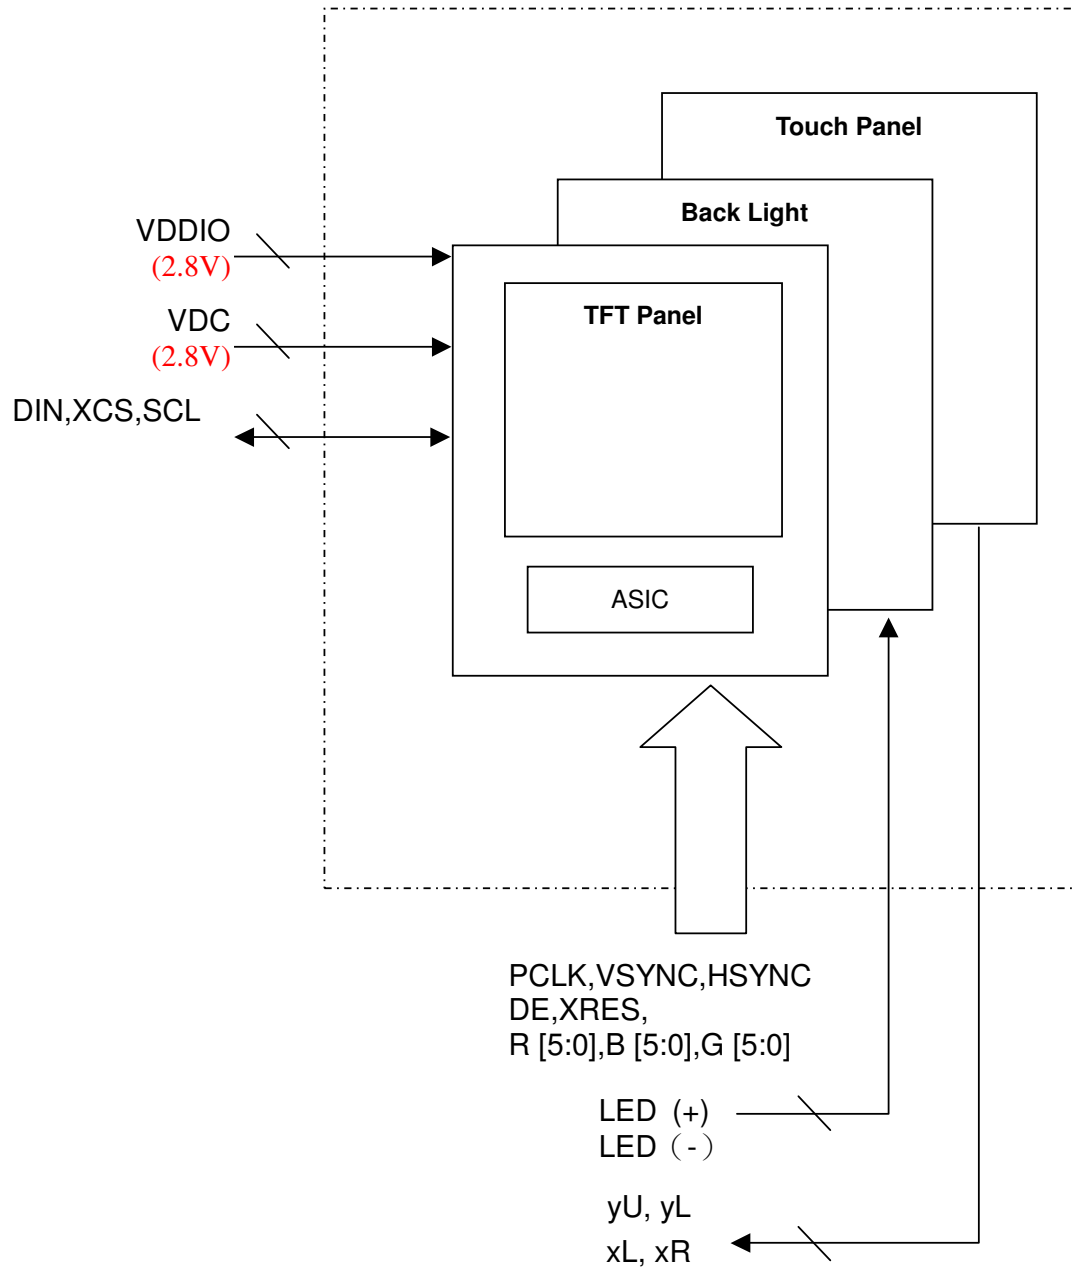 Touch Panel
Back Light
VDDIO
(2.8V)
TFT Panel
VDC
(2.8V)
DIN,XCS,SCL
ASIC
PCLK,VSYNC,HSYNC
DE,XRES,
R [5:0],B [5:0],G [5:0]
LED (+)
LED（-）
yU, yL
xL, xR